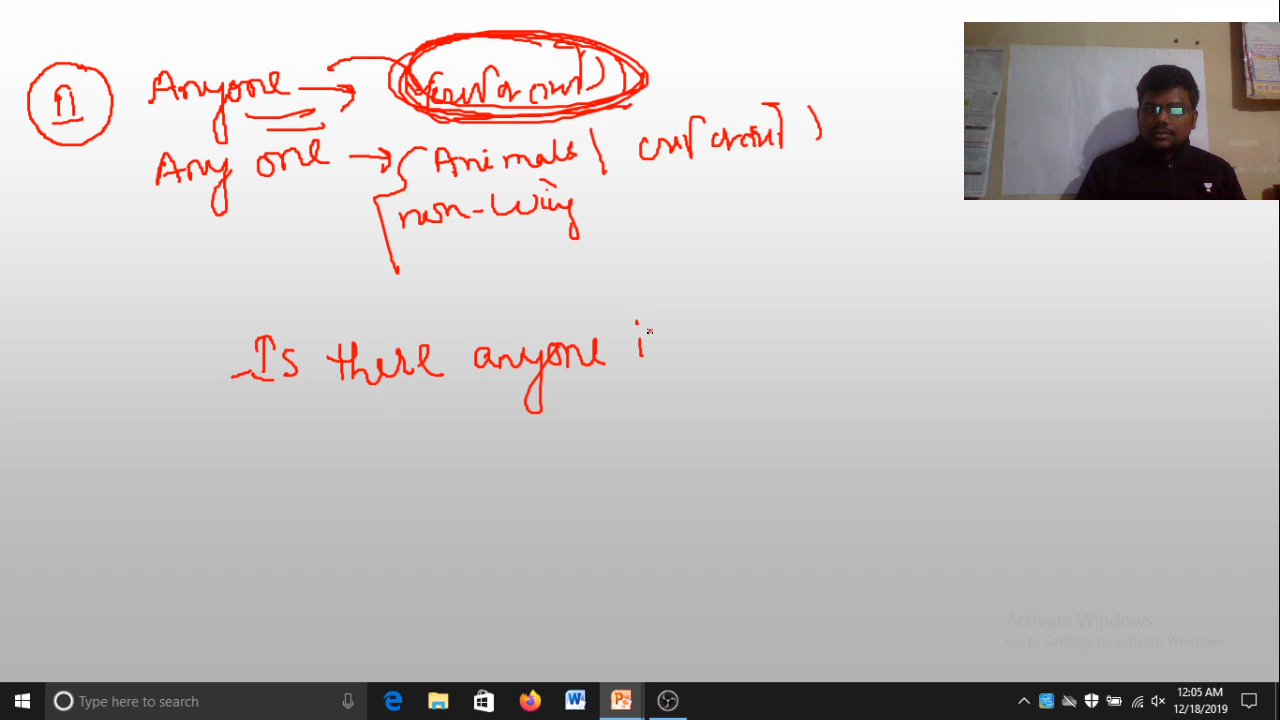 Anyone →
Any one → { Animals (
non-living
Is there anyone i
Activate Windows
Go to Settings to activate Windows.
Type here to search
12:05 AM
12/18/2019